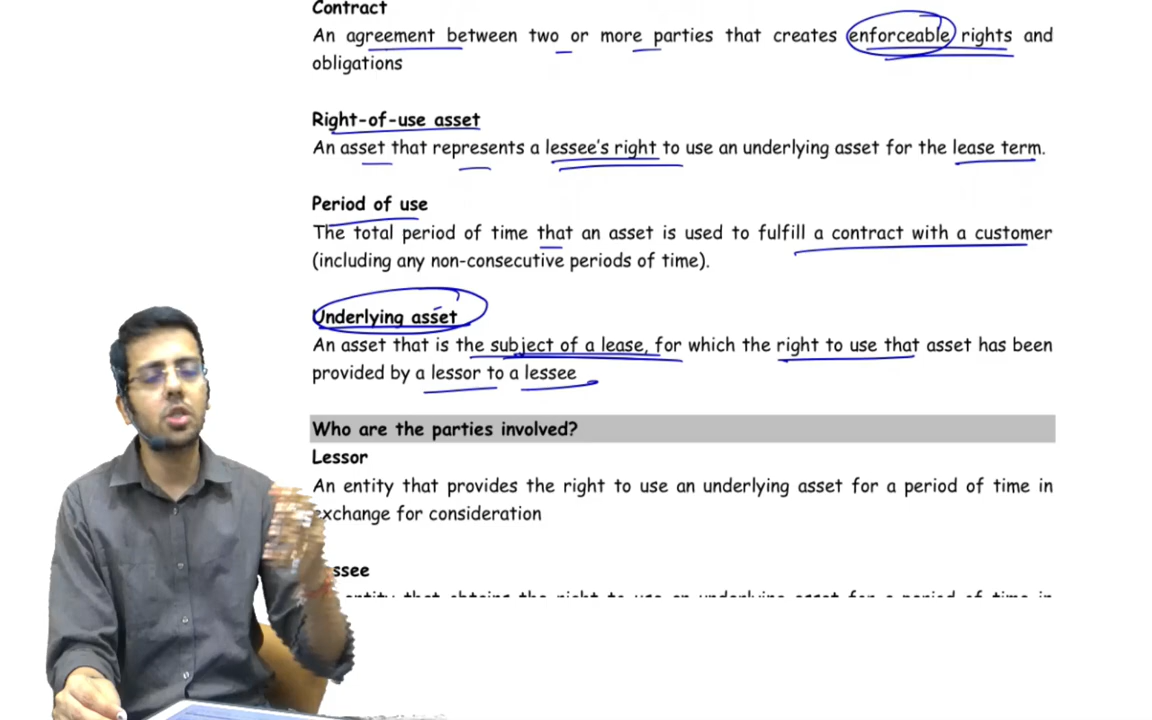 Contract
An agreement between two or more parties that creates enforceable rights and
obligations
Right-of-use asset
An asset that represents a lessee's right to use an underlying asset for the lease term.
Period of use
The total period of time that an asset is used to fulfill a contract with a customer
(including any non-consecutive periods of time).
Underlying asset
An asset that is the subject of a lease, for which the right to use that asset has been
provided by a lessor to a lessee
Who are the parties involved?
Lessor
An entity that provides the right to use an underlying asset for a period of time in
exchange for consideration
ssee